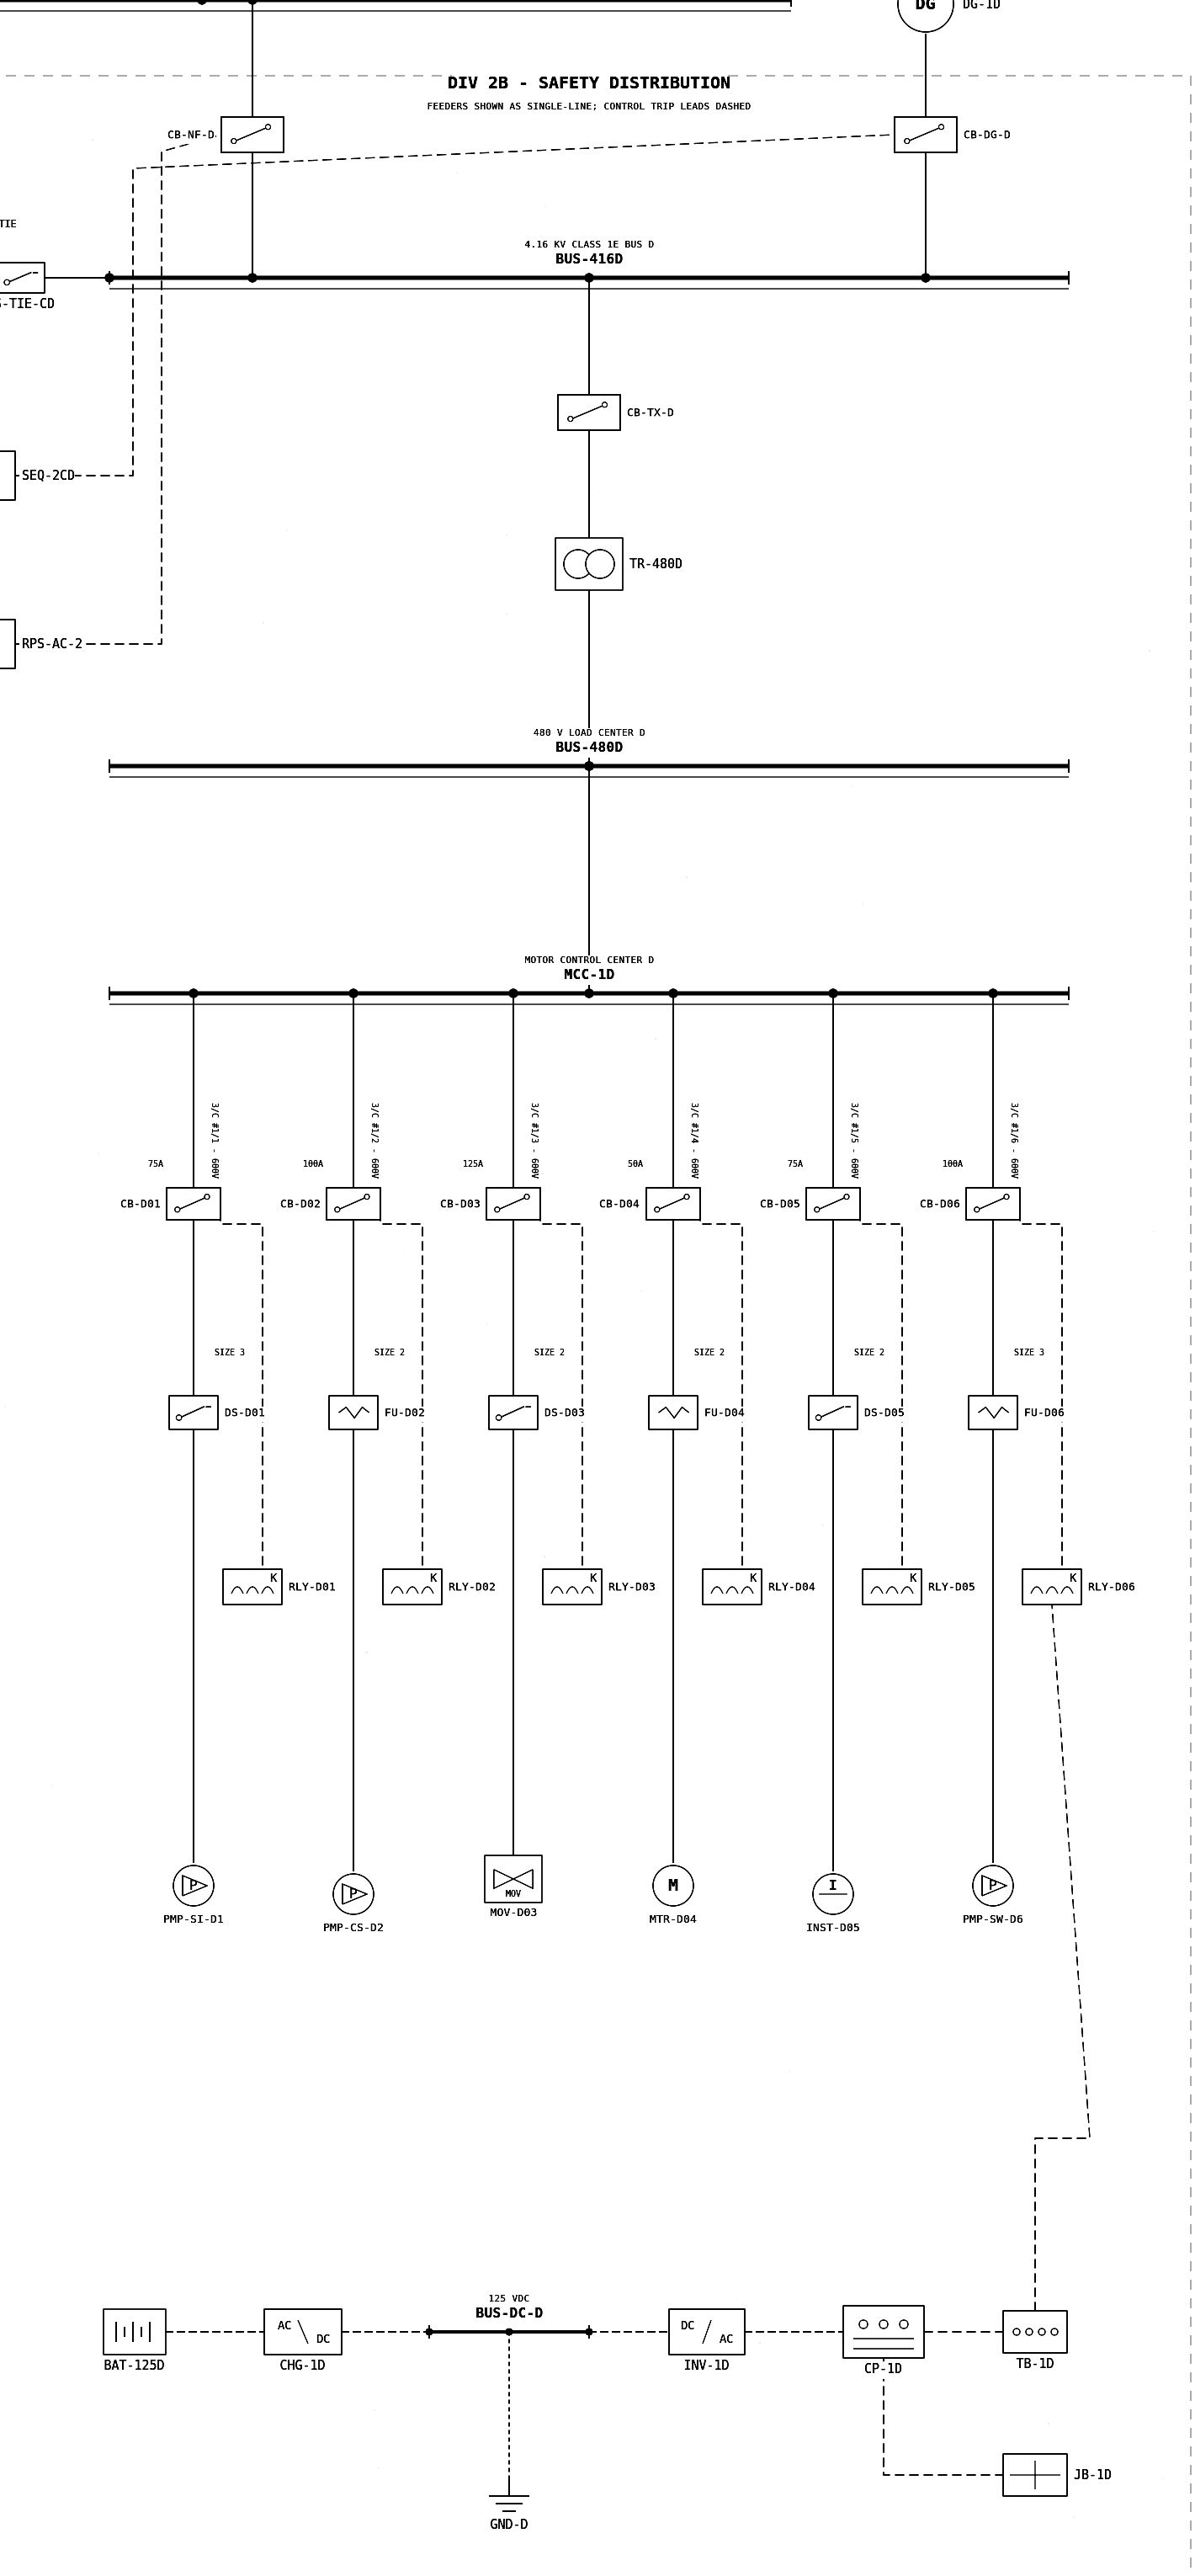 DG
DG-1D
DIV 2B - SAFETY DISTRIBUTION
FEEDERS SHOWN AS SINGLE-LINE; CONTROL TRIP LEADS DASHED
CB-NF-D
CB-DG-D
TIE
4.16 KV CLASS 1E BUS D
BUS-416D
-TIE-CD
CB-TX-D
SEQ-2CD
TR-480D
RPS-AC-2
480 V LOAD CENTER D
BUS-480D
MOTOR CONTROL CENTER D
MCC-1D
3/C #1/1 - 600V
3/C #1/2 - 600V
3/C #1/3 - 600V
3/C #1/4 - 600V
3/C #1/5 - 600V
3/C #1/6 - 600V
75A
100A
125A
50A
75A
100A
CB-D01
CB-D02
CB-D03
CB-D04
CB-D05
CB-D06
SIZE 3
SIZE 2
SIZE 2
SIZE 2
SIZE 2
SIZE 3
DS-D01
FU-D02
DS-D03
FU-D04
DS-D05
FU-D06
K
K
K
K
K
K
RLY-D01
RLY-D02
RLY-D03
RLY-D04
RLY-D05
RLY-D06
P
P
MOV
M
I
P
PMP-SI-D1
PMP-CS-D2
MOV-D03
MTR-D04
INST-D05
PMP-SW-D6
125 VDC
BUS-DC-D
AC
DC
DC
AC
BAT-125D
CHG-1D
INV-1D
CP-1D
TB-1D
JB-1D
GND-D